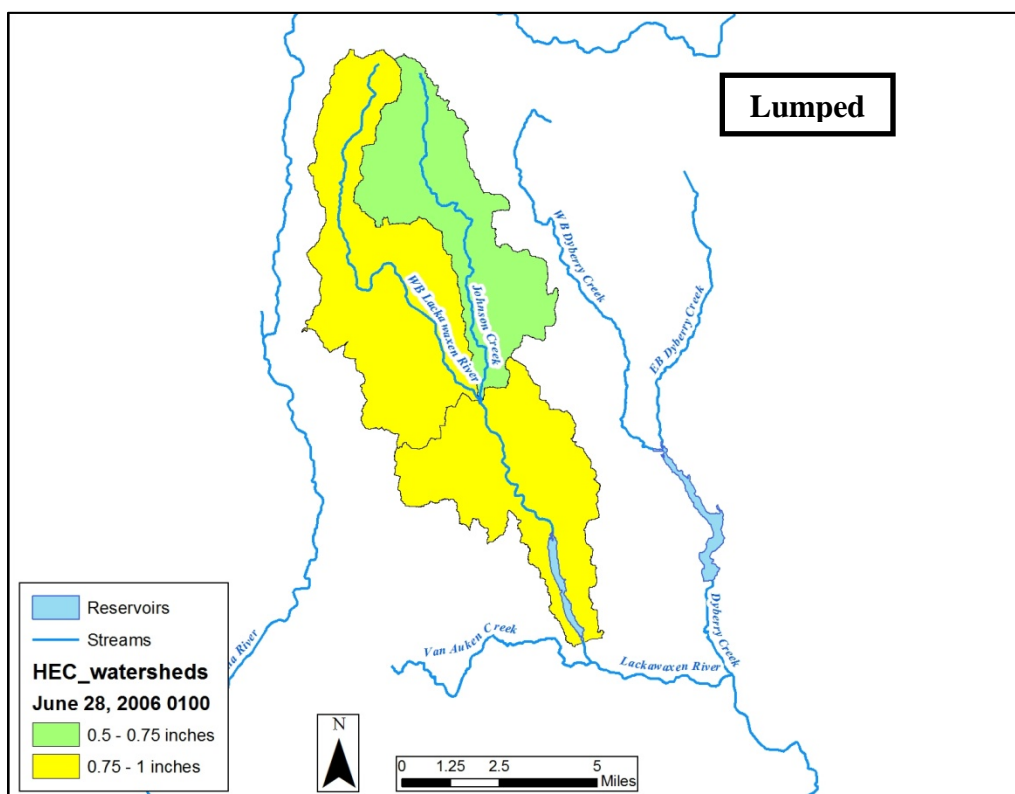 Lumped
W B Dyberry Creek
EB Dyberry Creek
WB Lackawaxen River
Johnson Creek
Van Auken Creek
Lackawaxen River
Dyberry Creek
na River
Reservoirs
Streams
HEC_watersheds
June 28, 2006 0100
0.5 - 0.75 inches
0.75 - 1 inches
N
0 1.25 2.5 5
Miles